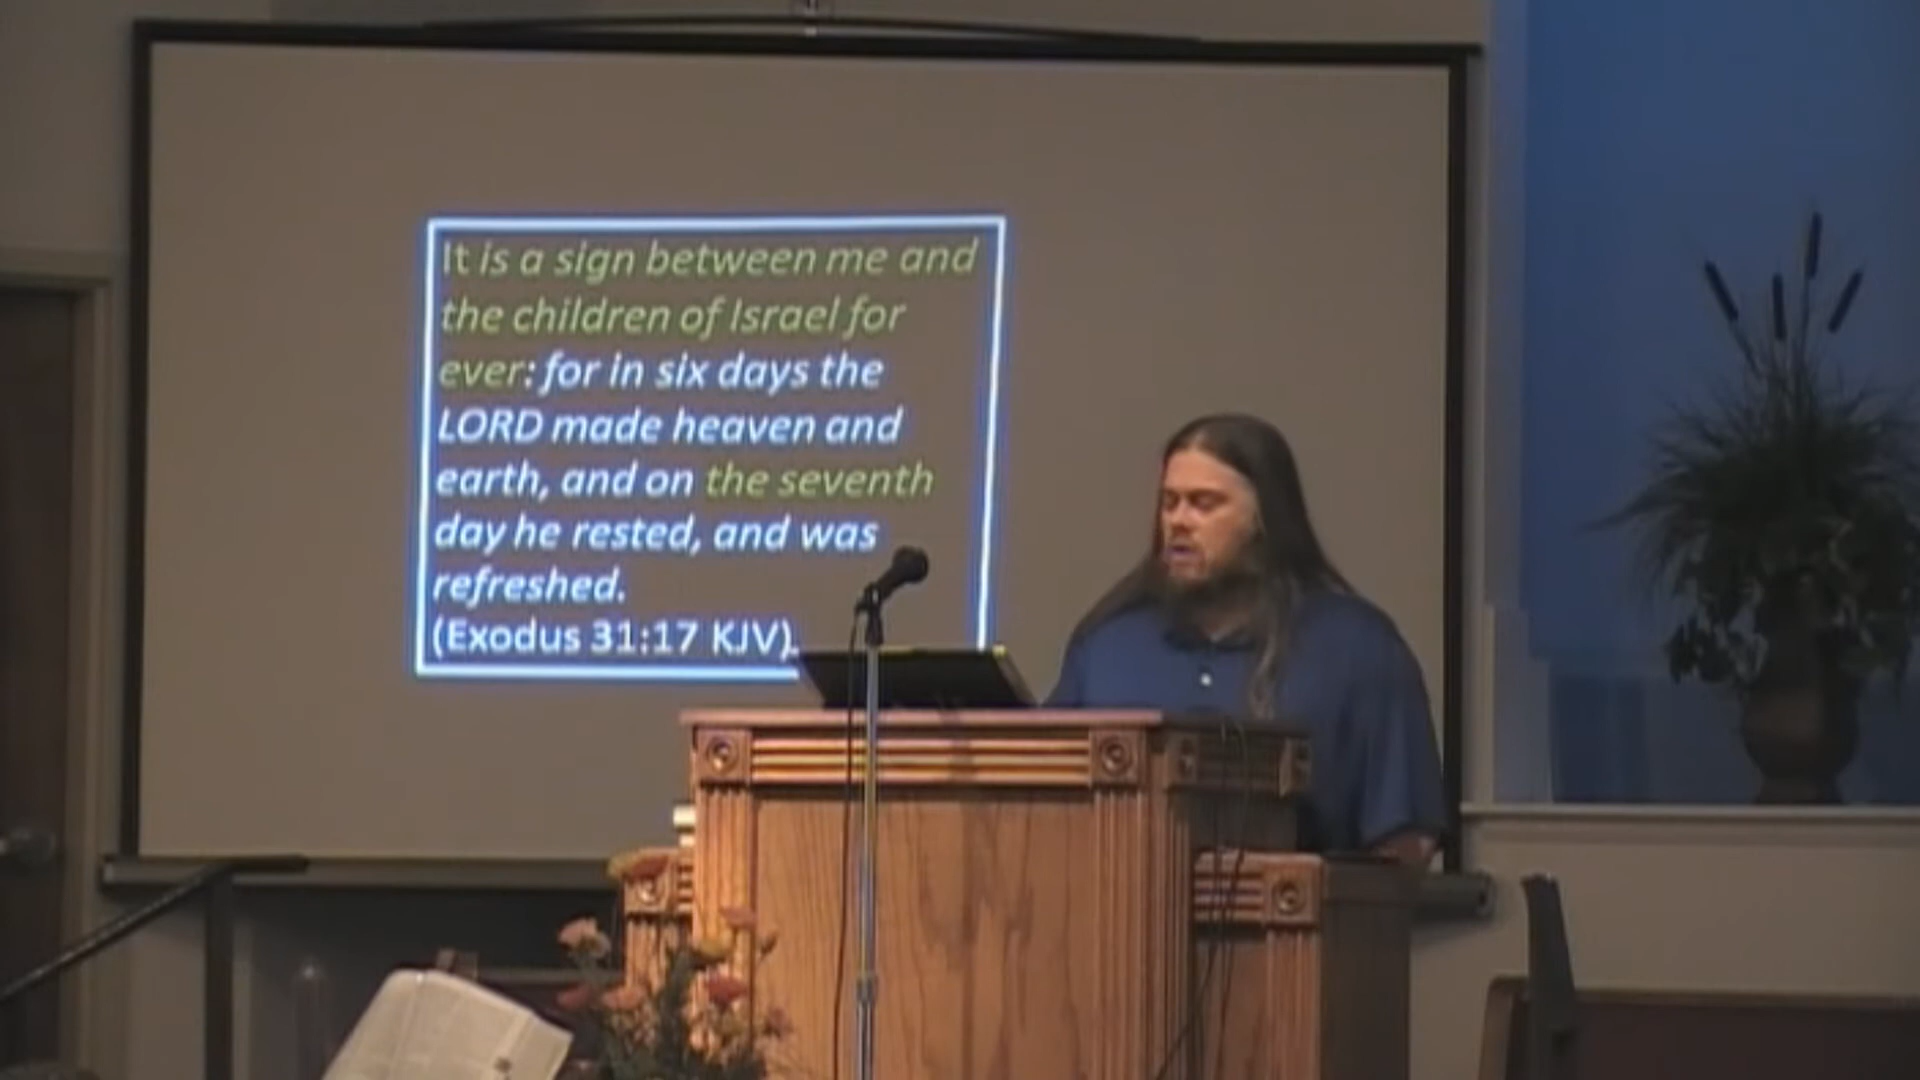 It is a sign between me and
the children of Israel for
ever: for in six days the
LORD made heaven and
earth, and on the seventh
day he rested, and was
refreshed.
(Exodus 31:17 KJV).